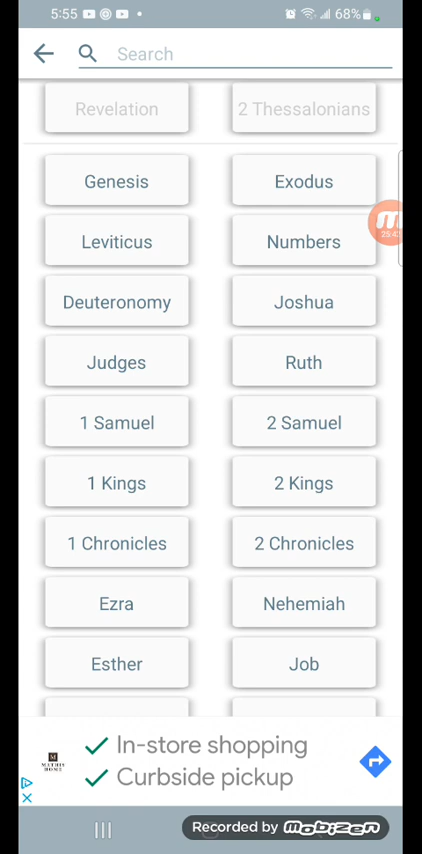 5:55
68%
Search
Revelation
2 Thessalonians
Genesis
Exodus
Leviticus
Numbers
Deuteronomy
Joshua
Judges
Ruth
1 Samuel
2 Samuel
1 Kings
2 Kings
1 Chronicles
2 Chronicles
Ezra
Nehemiah
Esther
Job
In-store shopping
Curbside pickup
MATHIS
HOME
Recorded by Mobizen